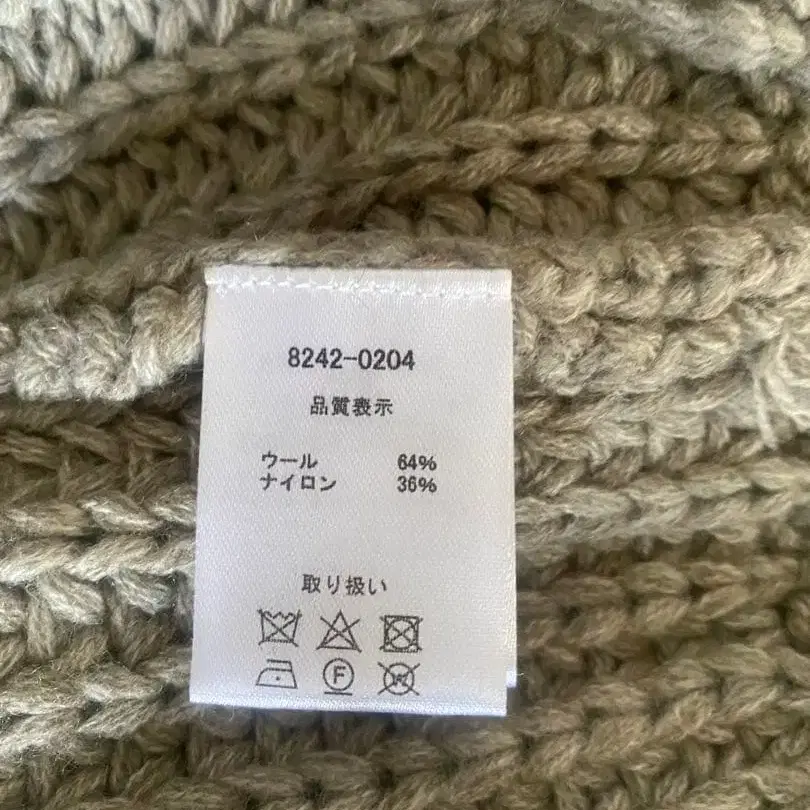 8242-0204
品質表示
ウール 64%
ナイロン 36%
取り扱い
F W